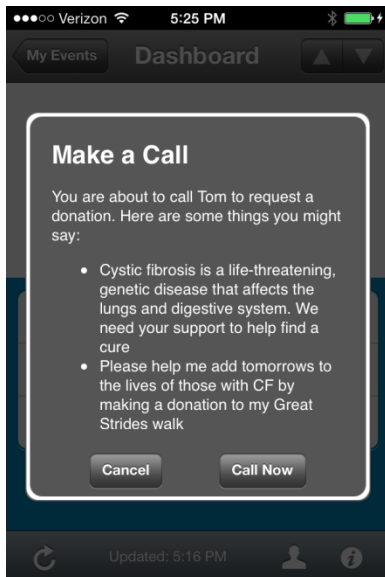 Verizon 5:25 PM
My Events Dashboard
Make a Call
You are about to call Tom to request a
donation. Here are some things you might
say:
• Cystic fibrosis is a life-threatening,
genetic disease that affects the
lungs and digestive system. We
need your support to help find a
cure
• Please help me add tomorrows to
the lives of those with CF by
making a donation to my Great
Strides walk
Cancel Call Now
Updated: 5:16 PM